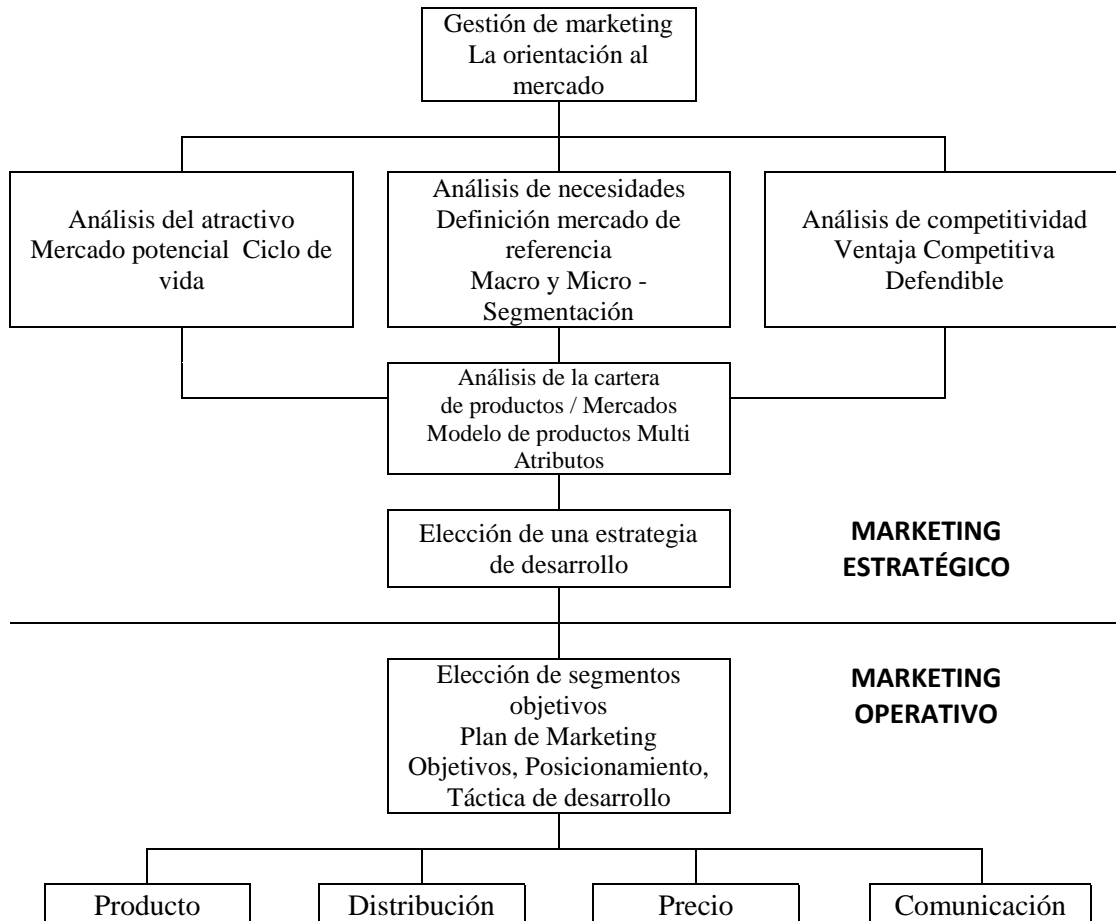 Gestión de marketing
La orientación al
mercado
Análisis del atractivo
Mercado potencial Ciclo de
vida
Análisis de necesidades
Definición mercado de
referencia
Macro y Micro -
Segmentación
Análisis de competitividad
Ventaja Competitiva
Defendible
Análisis de la cartera
de productos / Mercados
Modelo de productos Multi
Atributos
Elección de una estrategia
de desarrollo
MARKETING
ESTRATÉGICO
Elección de segmentos
objetivos
Plan de Marketing
Objetivos, Posicionamiento,
Táctica de desarrollo
MARKETING
OPERATIVO
Producto
Distribución
Precio
Comunicación